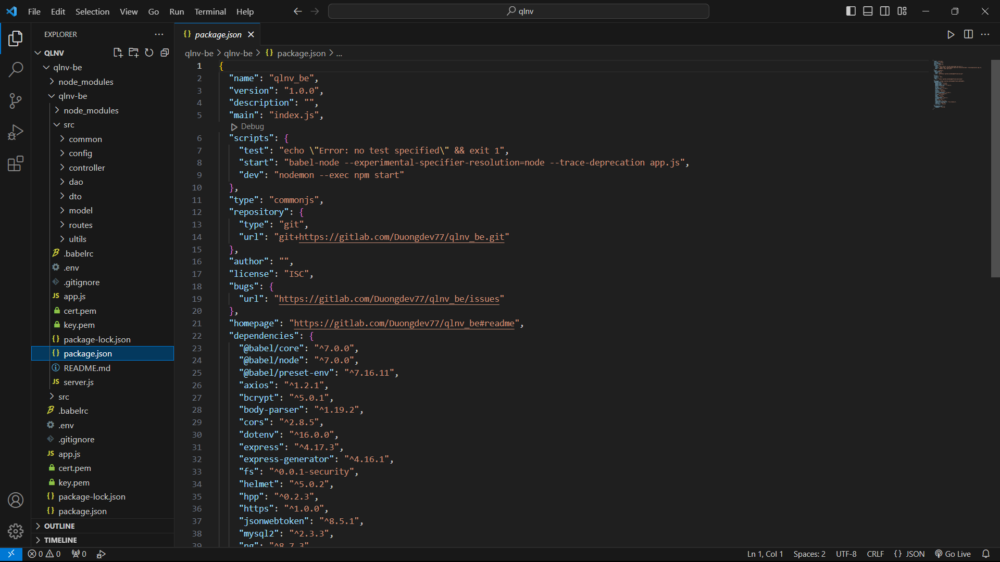 File Edit Selection View Go Run Terminal Help
qlnv
EXPLORER
package.json
QLNV
qlnv-be
node_modules
qlnv-be
node_modules
src
common
config
controller
dao
dto
model
routes
ultils
.babelrc
.env
.gitignore
JS app.js
cert.pem
key.pem
{} package-lock.json
{} package.json
README.md
JS server.js
src
.babelrc
.env
.gitignore
JS app.js
cert.pem
key.pem
{} package-lock.json
{} package.json
OUTLINE
TIMELINE
qlnv-be > qlnv-be > {} package.json > ...
1 {
2 "name": "qlnv_be",
3 "version": "1.0.0",
4 "description": "",
5 "main": "index.js",
Debug
6 "scripts": {
7 "test": "echo \"Error: no test specified\" && exit 1",
8 "start": "babel-node --experimental-specifier-resolution=node --trace-deprecation app.js",
9 "dev": "nodemon --exec npm start"
10 },
11 "type": "commonjs",
12 "repository": {
13 "type": "git",
14 "url": "git+https://gitlab.com/Duongdev77/qlnv_be.git"
15 },
16 "author": "",
17 "license": "ISC",
18 "bugs": {
19 "url": "https://gitlab.com/Duongdev77/qlnv_be/issues"
20 },
21 "homepage": "https://gitlab.com/Duongdev77/qlnv_be#readme",
22 "dependencies": {
23 "@babel/core": "^7.0.0",
24 "@babel/node": "^7.0.0",
25 "@babel/preset-env": "^7.16.11",
26 "axios": "^1.2.1",
27 "bcrypt": "^5.0.1",
28 "body-parser": "^1.19.2",
29 "cors": "^2.8.5",
30 "dotenv": "^16.0.0",
31 "express": "^4.17.3",
32 "express-generator": "^4.16.1",
33 "fs": "^0.0.1-security",
34 "helmet": "^5.0.2",
35 "hpp": "^0.2.3",
36 "https": "^1.0.0",
37 "jsonwebtoken": "^8.5.1",
38 "mysql2": "^2.3.3",
39 "pg": "^8.7.3"
0 0 0
Ln 1, Col 1 Spaces: 2 UTF-8 CRLF {} JSON Go Live